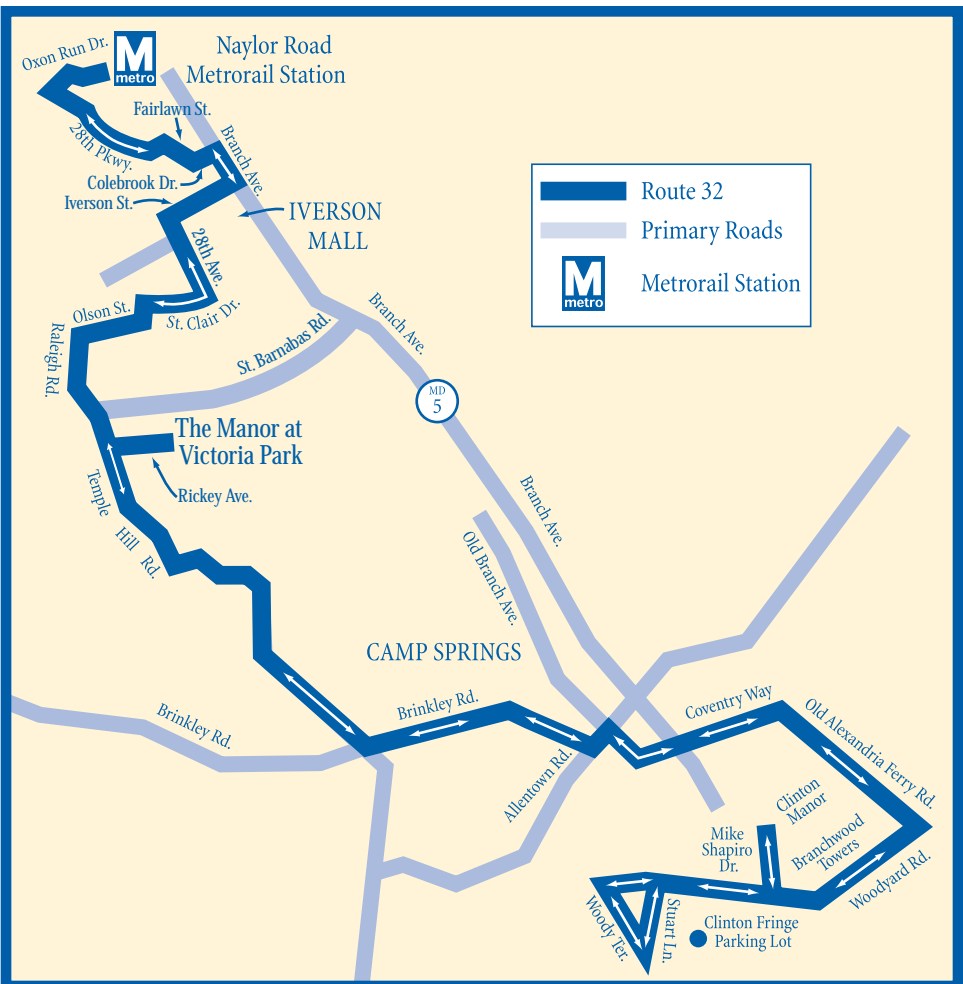 Oxon Run Dr.
M
metro
Naylor Road
Metrorail Station
Fairlawn St.
28th Pkwy.
Branch Ave.
Colebrook Dr.
Iverson St.
IVERSON
MALL
Route 32
Primary Roads
M
metro
Metrorail Station
28th Ave.
Olson St.
St. Clair Dr.
Raleigh Rd.
St. Barnabas Rd.
Branch Ave.
MD
5
The Manor at
Victoria Park
Rickey Ave.
Temple
Hill
Rd.
Branch Ave.
Old Branch Ave.
CAMP SPRINGS
Brinkley Rd.
Brinkley Rd.
Coventry Way
Old Alexandria Ferry Rd.
Allentown Rd.
Clinton
Manor
Mike
Shapiro
Dr.
Branchwood
Towers
Woodyard Rd.
Woody Ter.
Stuart Ln.
Clinton Fringe
Parking Lot